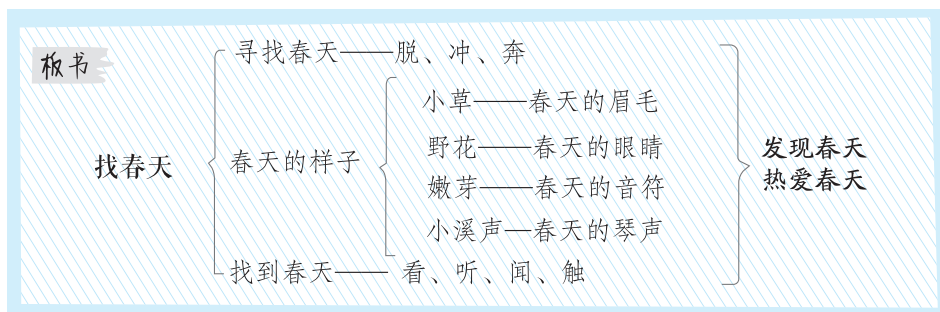 板书
找春天
寻找春天——脱、冲、奔
春天的样子
小草——春天的眉毛
野花——春天的眼睛
嫩芽——春天的音符
小溪声—春天的琴声
找到春天—— 看、听、闻、触
发现春天
热爱春天